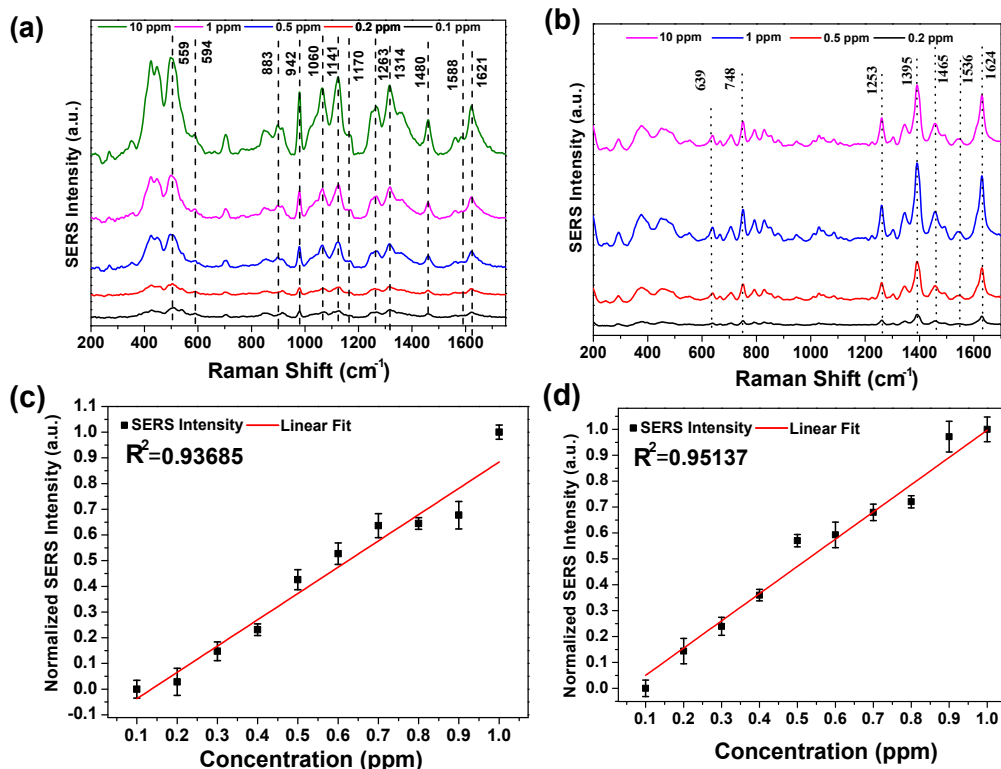 (a)
10 ppm 1 ppm 0.5 ppm 0.2 ppm 0.1 ppm
559 594 883 942 1060 1141 1170 1263 1314 1480 1588 1621
SERS Intensity (a.u.)
200 400 600 800 1000 1200 1400 1600
Raman Shift (cm⁻¹)
(b)
10 ppm 1 ppm 0.5 ppm 0.2 ppm
639 748 1253 1395 1465 1536 1624
SERS Intensity (a.u.)
200 400 600 800 1000 1200 1400 1600
Raman Shift (cm⁻¹)
(c)
SERS Intensity Linear Fit
R²=0.93685
Normalized SERS Intensity (a.u.)
1.1
1.0
0.9
0.8
0.7
0.6
0.5
0.4
0.3
0.2
0.1
0.0
-0.1
0.1 0.2 0.3 0.4 0.5 0.6 0.7 0.8 0.9 1.0
Concentration (ppm)
(d)
SERS Intensity Linear Fit
R²=0.95137
Normalized SERS Intensity (a.u.)
1.0
0.9
0.8
0.7
0.6
0.5
0.4
0.3
0.2
0.1
0.0
0.1 0.2 0.3 0.4 0.5 0.6 0.7 0.8 0.9 1.0
Concentration (ppm)